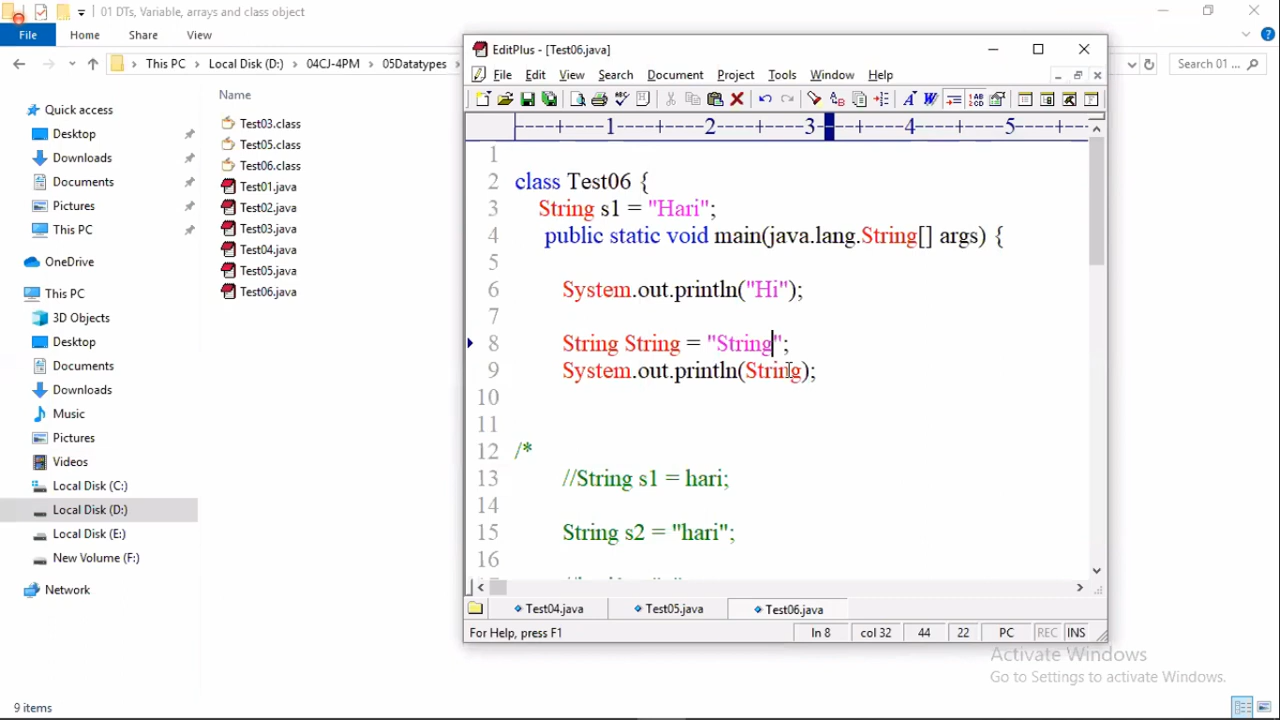 01 DTs, Variable, arrays and class object
File Home Share View
This PC Local Disk (D:) 04CJ-4PM 05Datatypes
Search 01 ...
Quick access
Desktop
Downloads
Documents
Pictures
This PC
OneDrive
This PC
3D Objects
Desktop
Documents
Downloads
Music
Pictures
Videos
Local Disk (C:)
Local Disk (D:)
Local Disk (E:)
New Volume (F:)
Network
9 items
Name
Test03.class
Test05.class
Test06.class
Test01.java
Test02.java
Test03.java
Test04.java
Test05.java
Test06.java
EditPlus - [Test06.java]
File Edit View Search Document Project Tools Window Help
----+----1----+----2----+----3----+----4----+----5----+-
1
2 class Test06 {
3 String s1 = "Hari";
4 public static void main(java.lang.String[] args) {
5
6 System.out.println("Hi");
7
8 String String = "String";
9 System.out.println(String);
10
11
12 /*
13 //String s1 = hari;
14
15 String s2 = "hari";
16
Test04.java Test05.java Test06.java
For Help, press F1 ln 8 col 32 44 22 PC REC INS
Activate Windows
Go to Settings to activate Windows.